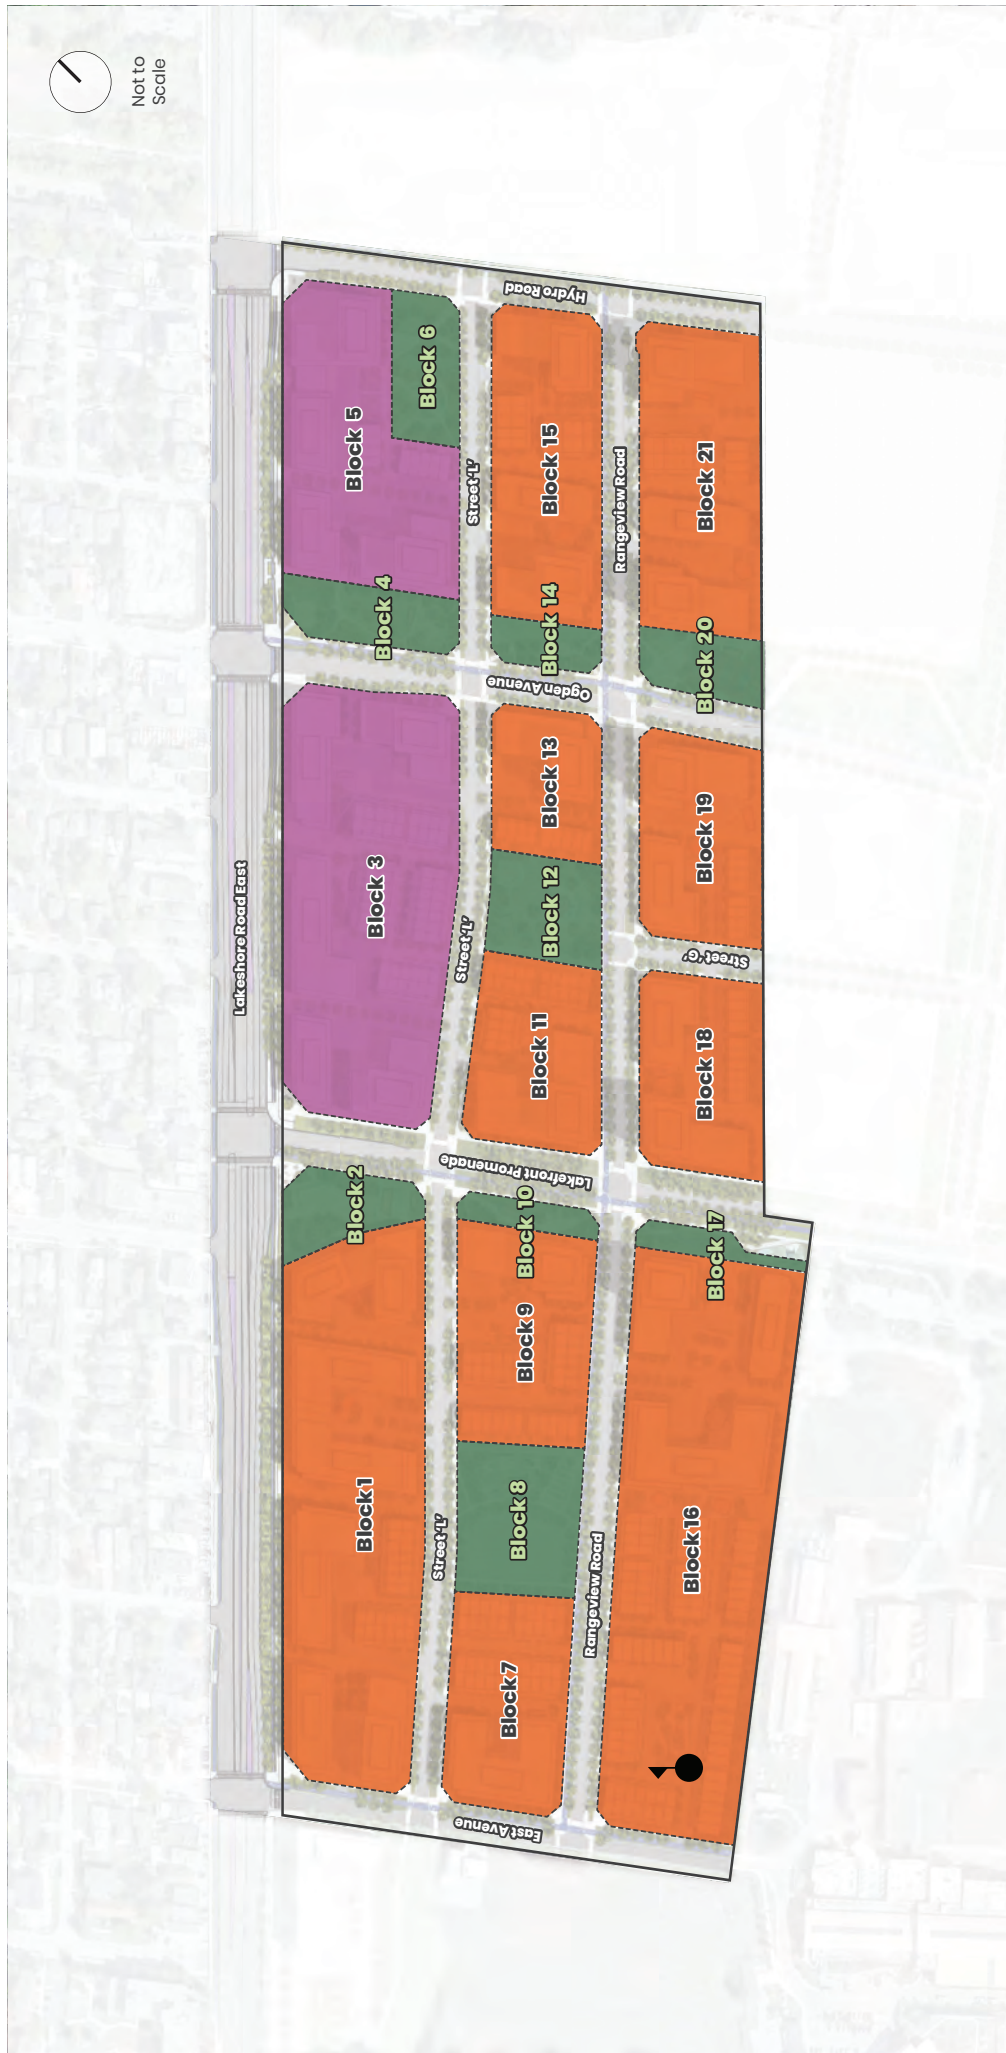 Not to
Scale
Hydro Road
Block 6
Block 5
Block 15
Block 21
Street 'L'
Rangeview Road
Block 4
Block 14
Block 20
Ogden Avenue
Block 13
Block 19
Block 3
Block 12
Lakeshore Road East
Street 'L'
Street 'G'
Block 11
Block 18
Lakefront Promenade
Block 2
Block 10
Block 17
Block 9
Block 1
Block 8
Street 'L'
Rangeview Road
Block 16
Block 7
East Avenue